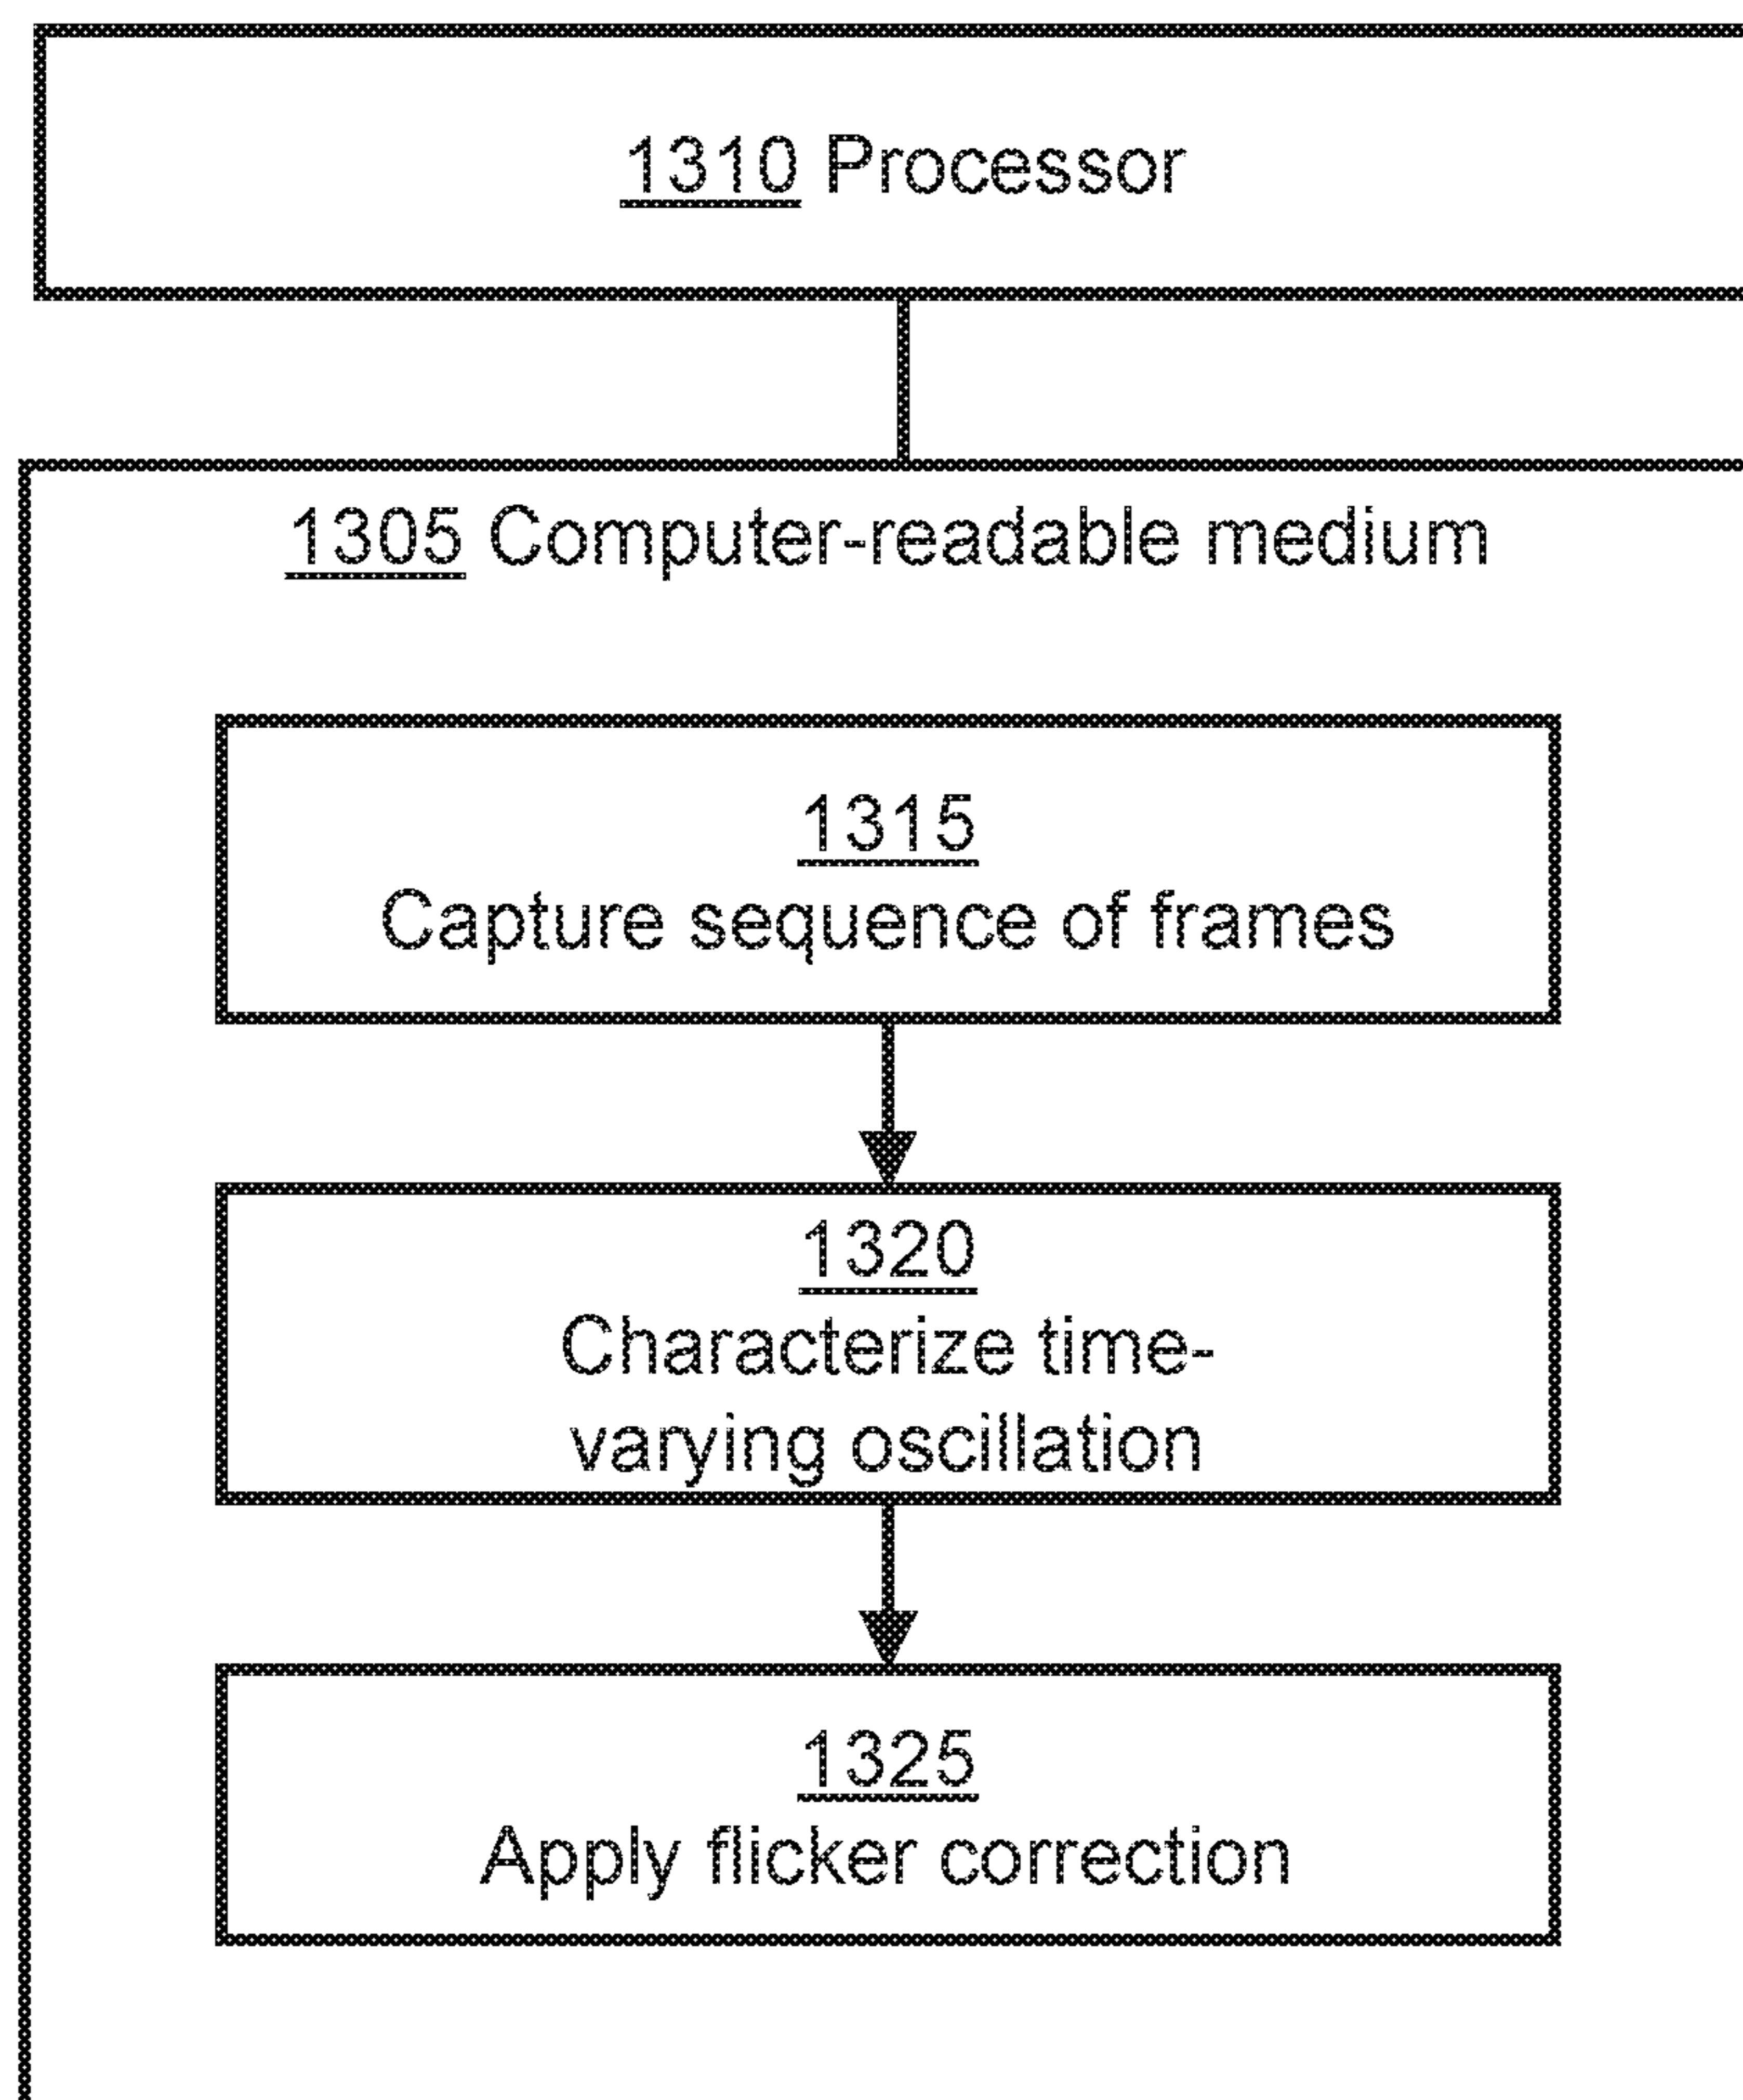 1310 Processor
1305 Computer-readable medium
1315
Capture sequence of frames
1320
Characterize time-
varying oscillation
1325
Apply flicker correction